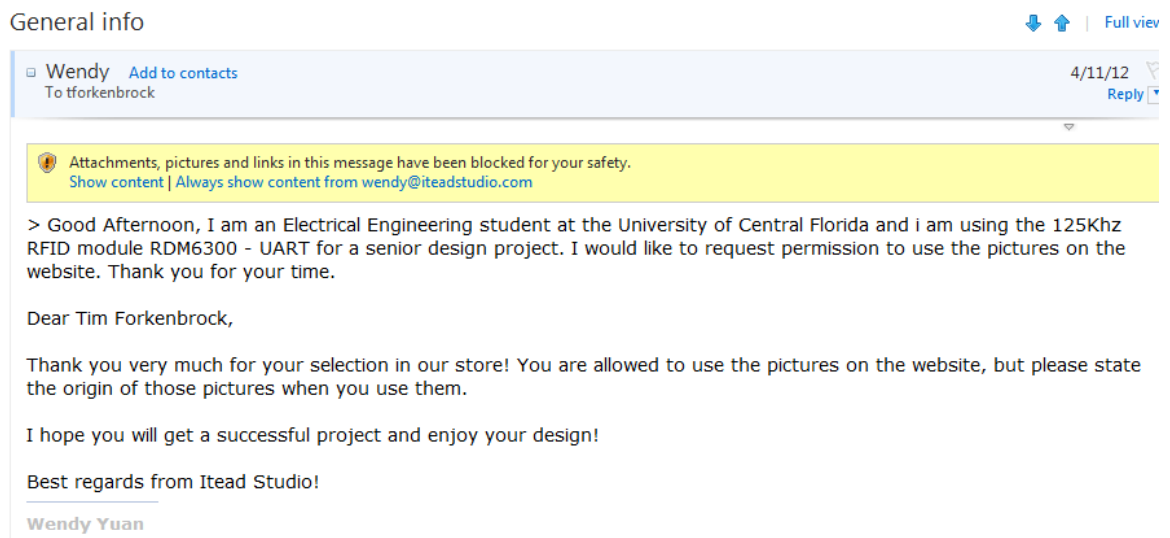 General info
Full view
Wendy Add to contacts 4/11/12
To tforkenbrock Reply
Attachments, pictures and links in this message have been blocked for your safety.
Show content | Always show content from wendy@iteadstudio.com
> Good Afternoon, I am an Electrical Engineering student at the University of Central Florida and i am using the 125Khz
RFID module RDM6300 - UART for a senior design project. I would like to request permission to use the pictures on the
website. Thank you for your time.
Dear Tim Forkenbrock,
Thank you very much for your selection in our store! You are allowed to use the pictures on the website, but please state
the origin of those pictures when you use them.
I hope you will get a successful project and enjoy your design!
Best regards from Itead Studio!
Wendy Yuan